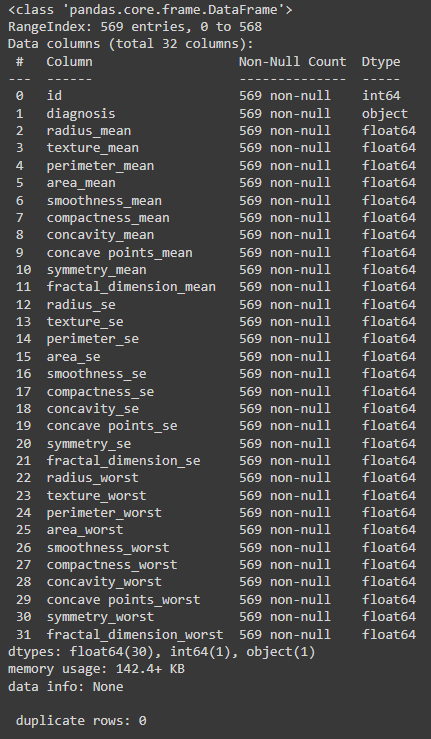 <class 'pandas.core.frame.DataFrame'>
RangeIndex: 569 entries, 0 to 568
Data columns (total 32 columns):
 #   Column                   Non-Null Count  Dtype
---  ------                   --------------  -----
 0   id                       569 non-null    int64
 1   diagnosis                569 non-null    object
 2   radius_mean              569 non-null    float64
 3   texture_mean             569 non-null    float64
 4   perimeter_mean           569 non-null    float64
 5   area_mean                569 non-null    float64
 6   smoothness_mean          569 non-null    float64
 7   compactness_mean         569 non-null    float64
 8   concavity_mean           569 non-null    float64
 9   concave points_mean      569 non-null    float64
 10  symmetry_mean            569 non-null    float64
 11  fractal_dimension_mean   569 non-null    float64
 12  radius_se                569 non-null    float64
 13  texture_se               569 non-null    float64
 14  perimeter_se             569 non-null    float64
 15  area_se                  569 non-null    float64
 16  smoothness_se            569 non-null    float64
 17  compactness_se           569 non-null    float64
 18  concavity_se             569 non-null    float64
 19  concave points_se        569 non-null    float64
 20  symmetry_se              569 non-null    float64
 21  fractal_dimension_se     569 non-null    float64
 22  radius_worst             569 non-null    float64
 23  texture_worst            569 non-null    float64
 24  perimeter_worst          569 non-null    float64
 25  area_worst               569 non-null    float64
 26  smoothness_worst         569 non-null    float64
 27  compactness_worst        569 non-null    float64
 28  concavity_worst          569 non-null    float64
 29  concave points_worst     569 non-null    float64
 30  symmetry_worst           569 non-null    float64
 31  fractal_dimension_worst  569 non-null    float64
dtypes: float64(30), int64(1), object(1)
memory usage: 142.4+ KB
data info: None
 duplicate rows: 0